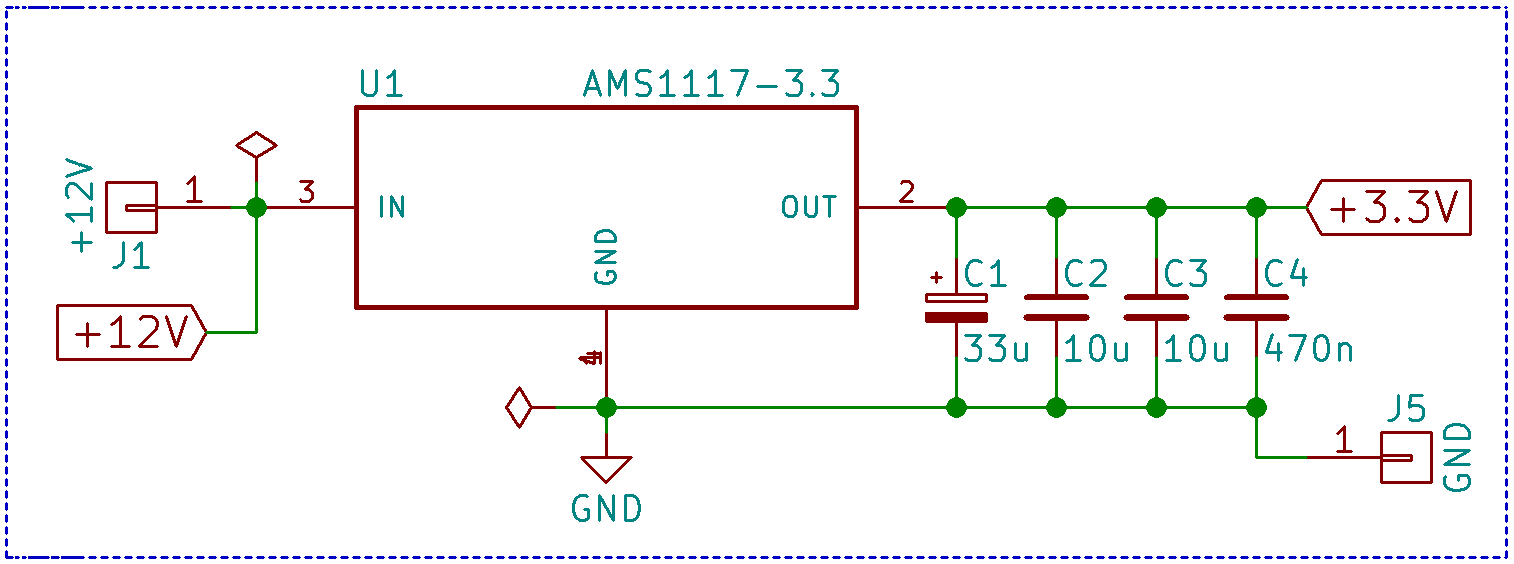 U1 AMS1117-3.3
+12V
1
3
IN
OUT
2
+3.3V
J1
GND
C1
C2
C3
C4
+12V
33u
10u
10u
470n
J5
1
GND
GND